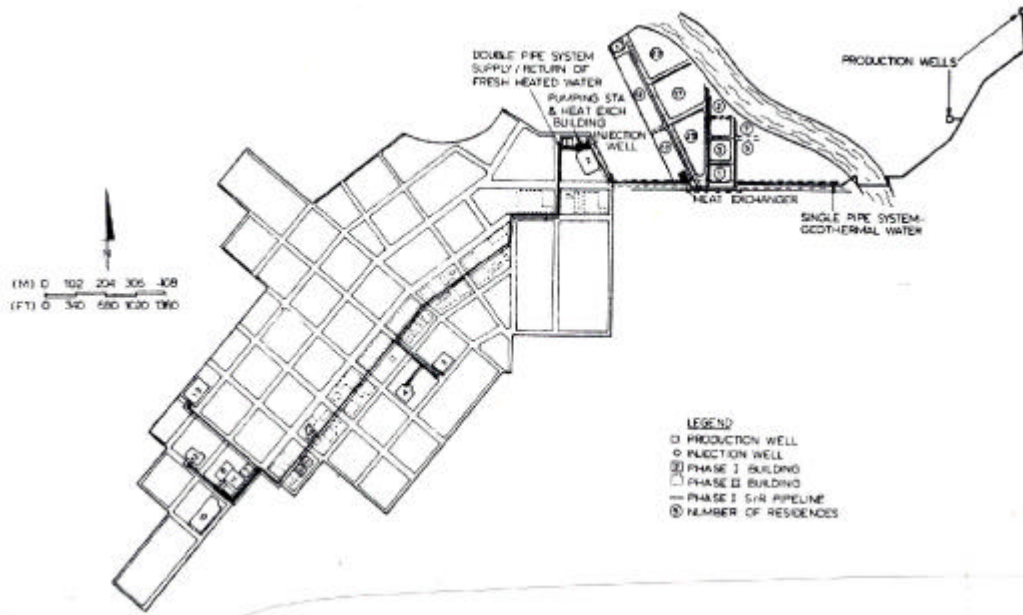 DOUBLE PIPE SYSTEM
SUPPLY/RETURN OF
FRESH HEATED WATER
PUMPING STA
& HEAT EXCH
BUILDING
INJECTION
WELL
PRODUCTION WELLS
HEAT EXCHANGER
SINGLE PIPE SYSTEM-
GEOTHERMAL WATER
N
(M) 0 102 204 306 408
(FT) 0 340 680 1020 1360
LEGEND
PRODUCTION WELL
INJECTION WELL
PHASE I BUILDING
PHASE II BUILDING
PHASE I S/R PIPELINE
NUMBER OF RESIDENCES